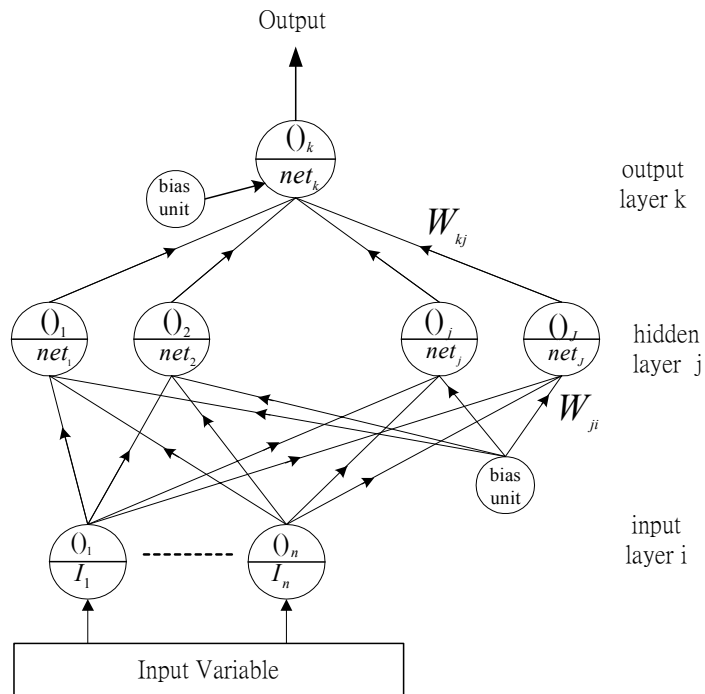 Output
O_k
net_k
bias
unit
output
layer k
W_kj
O_1
net_1
O_2
net_2
O_j
net_j
O_J
net_J
hidden
layer j
W_ji
bias
unit
O_1
I_1
O_n
I_n
input
layer i
Input Variable